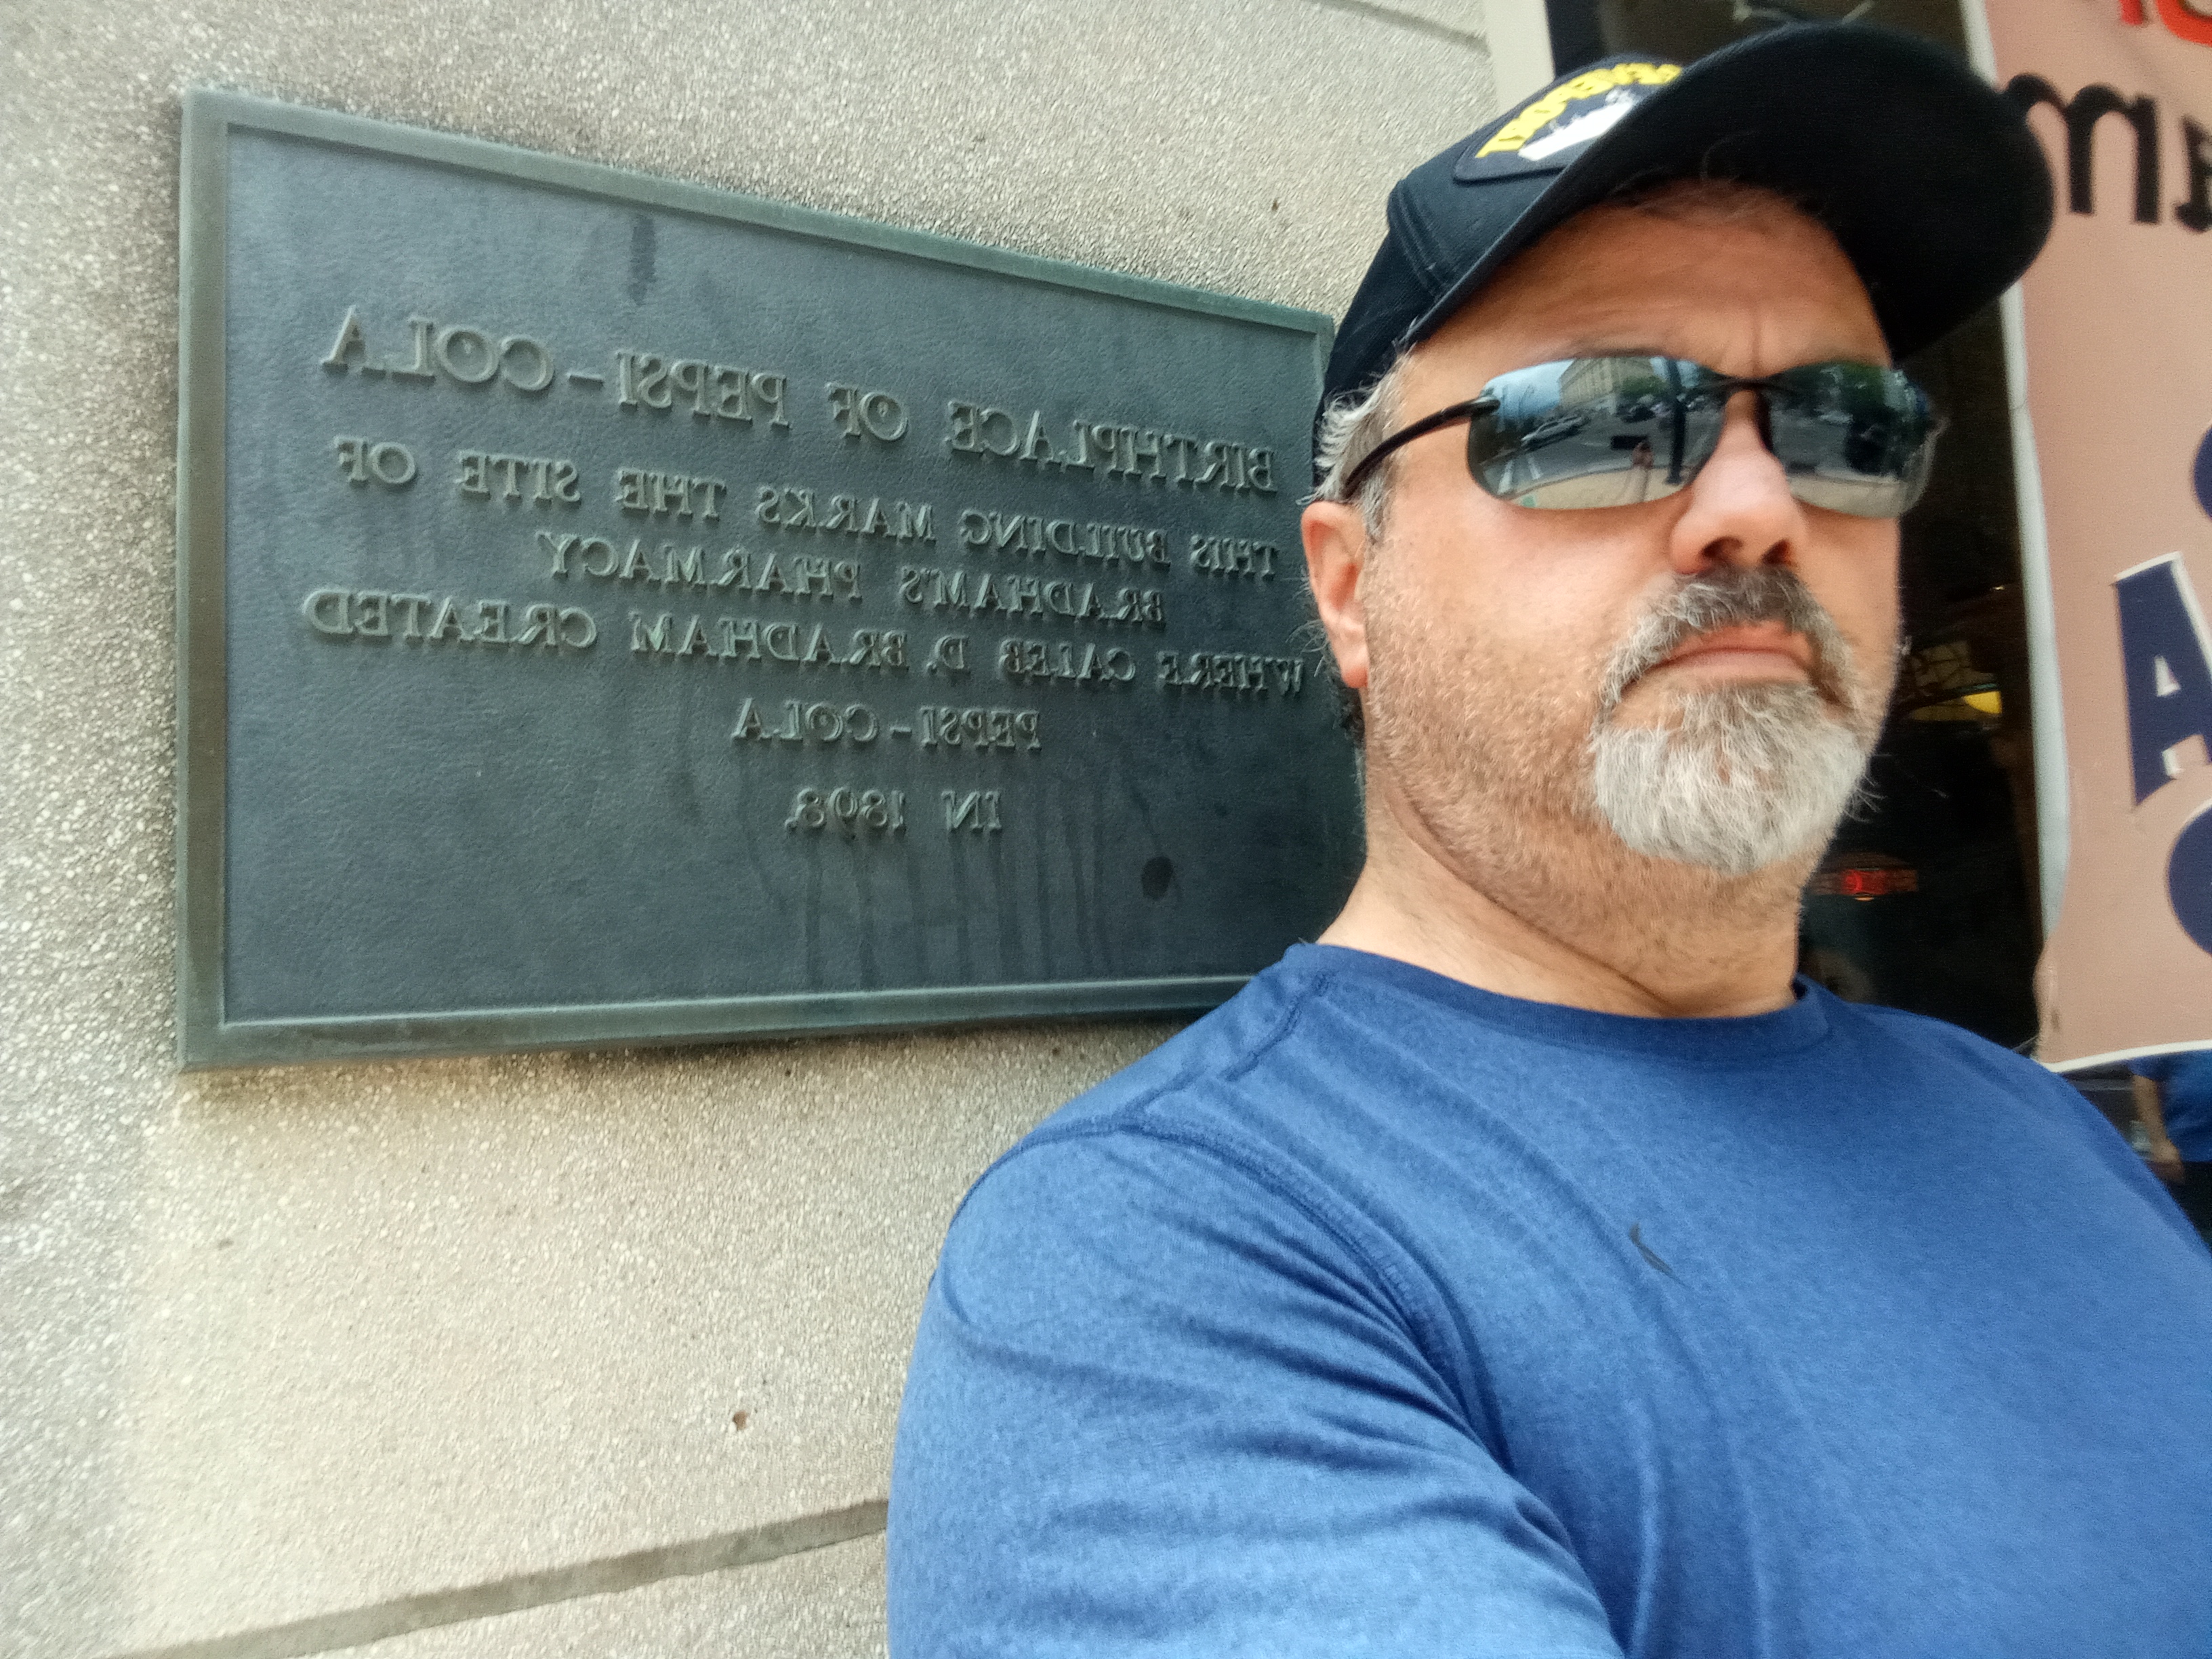 BIRTHPLACE OF PEPSI-COLA
THIS BUILDING MARKS THE SITE OF
BRADHAM'S PHARMACY
WHERE CALEB D. BRADHAM CREATED
PEPSI-COLA
IN 1898.